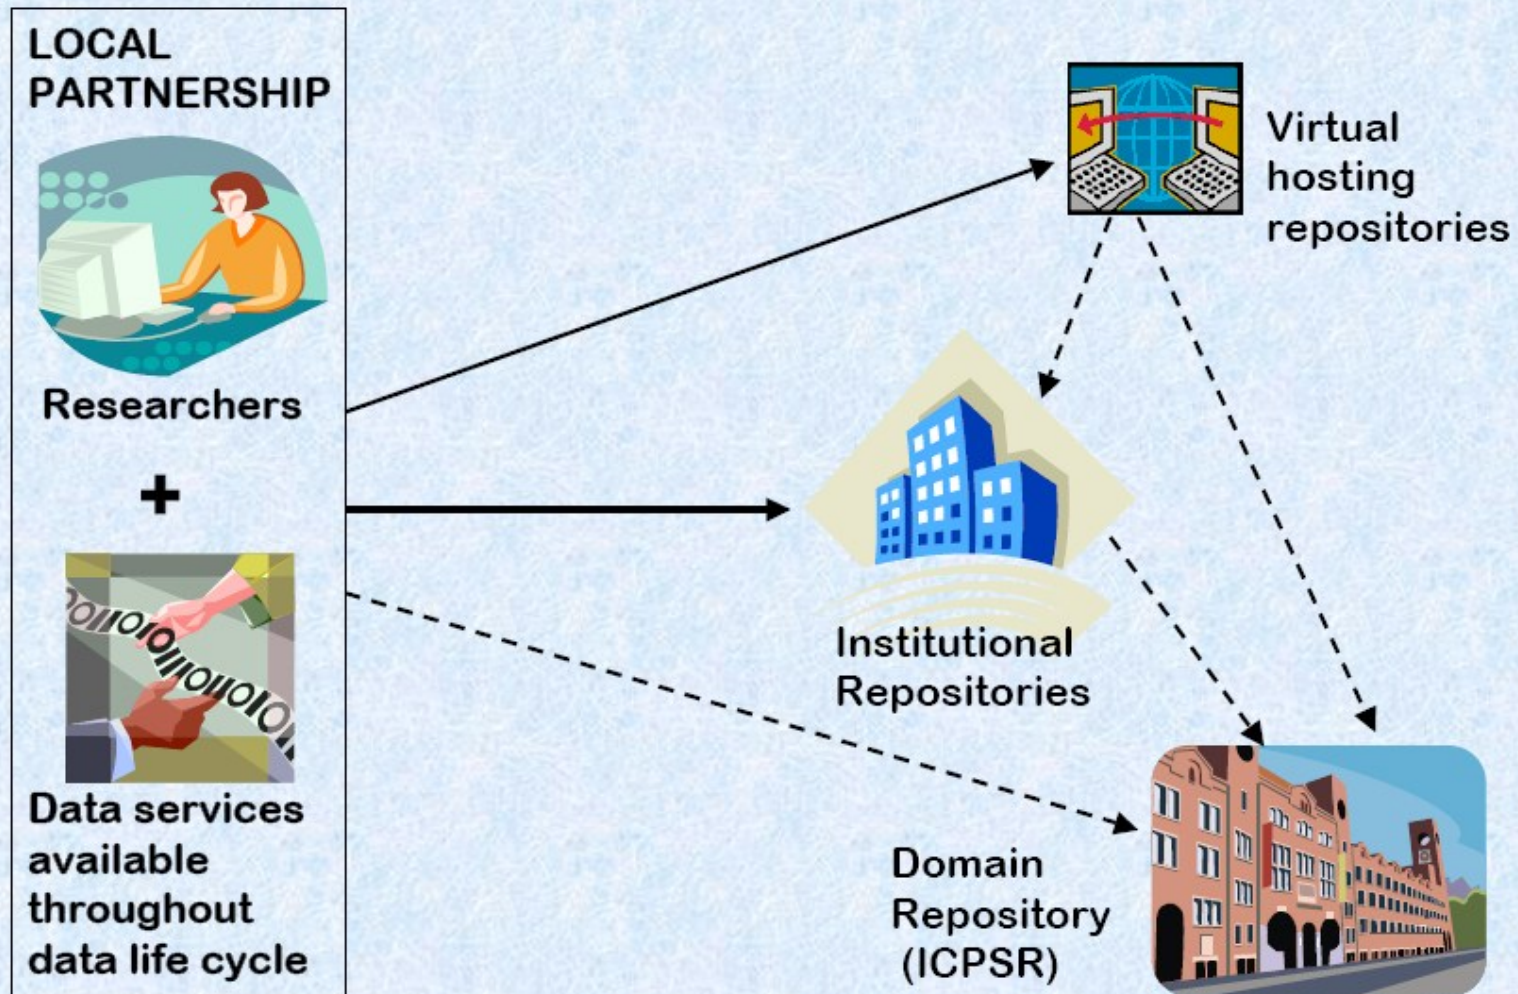 LOCAL
PARTNERSHIP
Researchers
+
Data services
available
throughout
data life cycle
Virtual
hosting
repositories
Institutional
Repositories
Domain
Repository
(ICPSR)